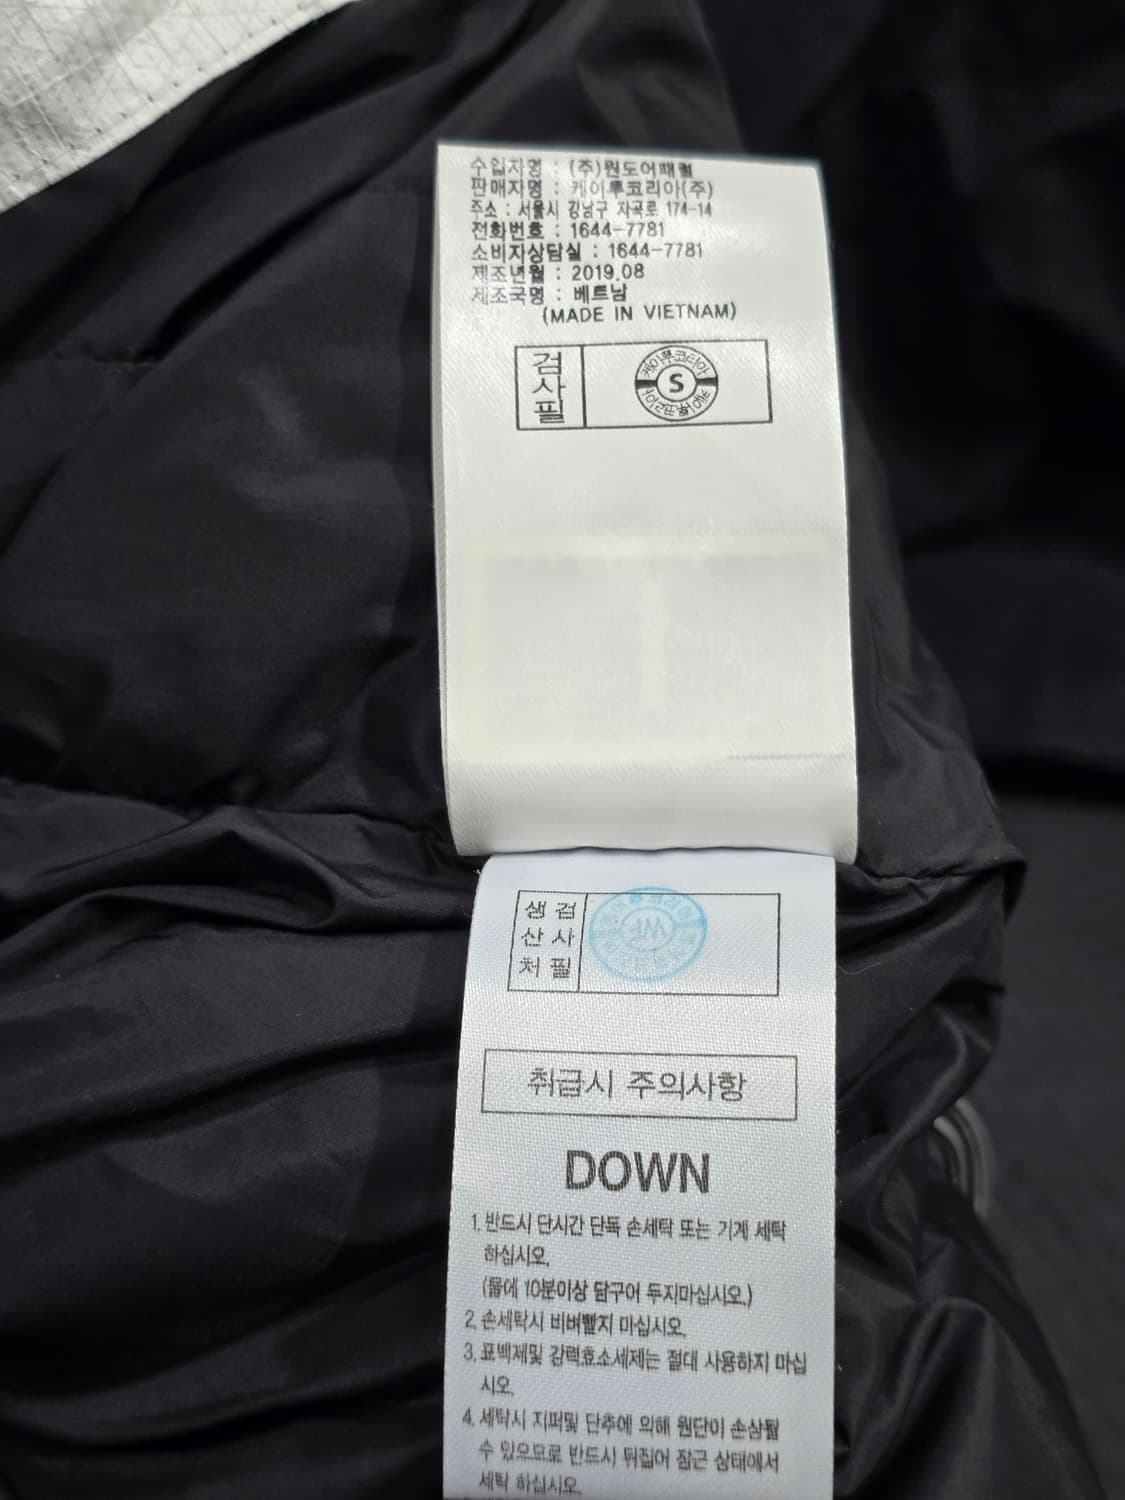 수입자명 : (주)원도어패럴
판매자명 : 케이투코리아(주)
주소 : 서울시 강남구 자곡로 174-14
전화번호 : 1644-7781
소비자상담실 : 1644-7781
제조년월 : 2019.08
제조국명 : 베트남
(MADE IN VIETNAM)
검사필
케이투코리아
S
생산처
검사필
WF
취급시 주의사항
DOWN
1. 반드시 단시간 단독 손세탁 또는 기계 세탁
하십시오.
(물에 10분이상 담구어 두지마십시오.)
2. 손세탁시 비벼빨지 마십시오.
3. 표백제및 강력효소세제는 절대 사용하지 마십
시오.
4. 세탁시 지퍼및 단추에 의해 원단이 손상될
수 있으므로 반드시 뒤집어 잠근 상태에서
세탁 하십시오.